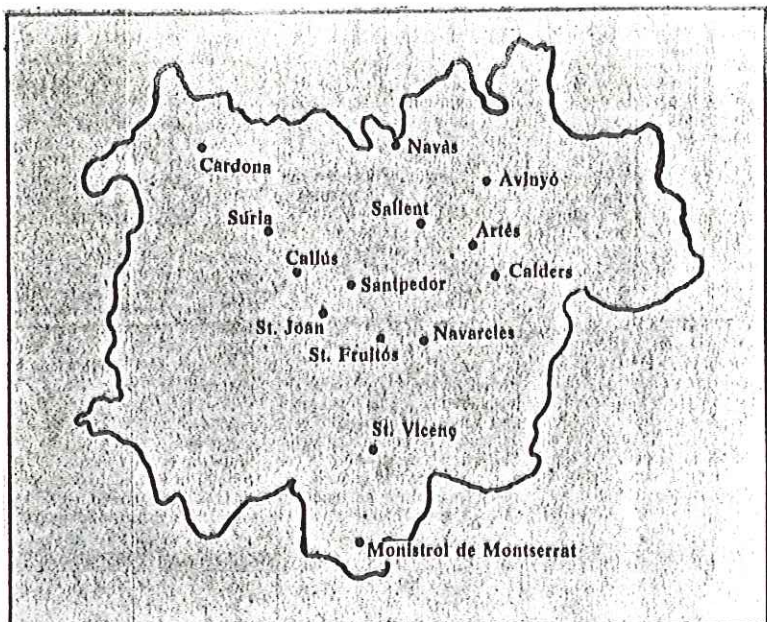 Navàs
Cardona
Avinyó
Súria
Sallent
Artés
Callús
Calders
Santpedor
St. Joan
St. Fruitós
Navarcles
St. Vicenç
Monistrol de Montserrat